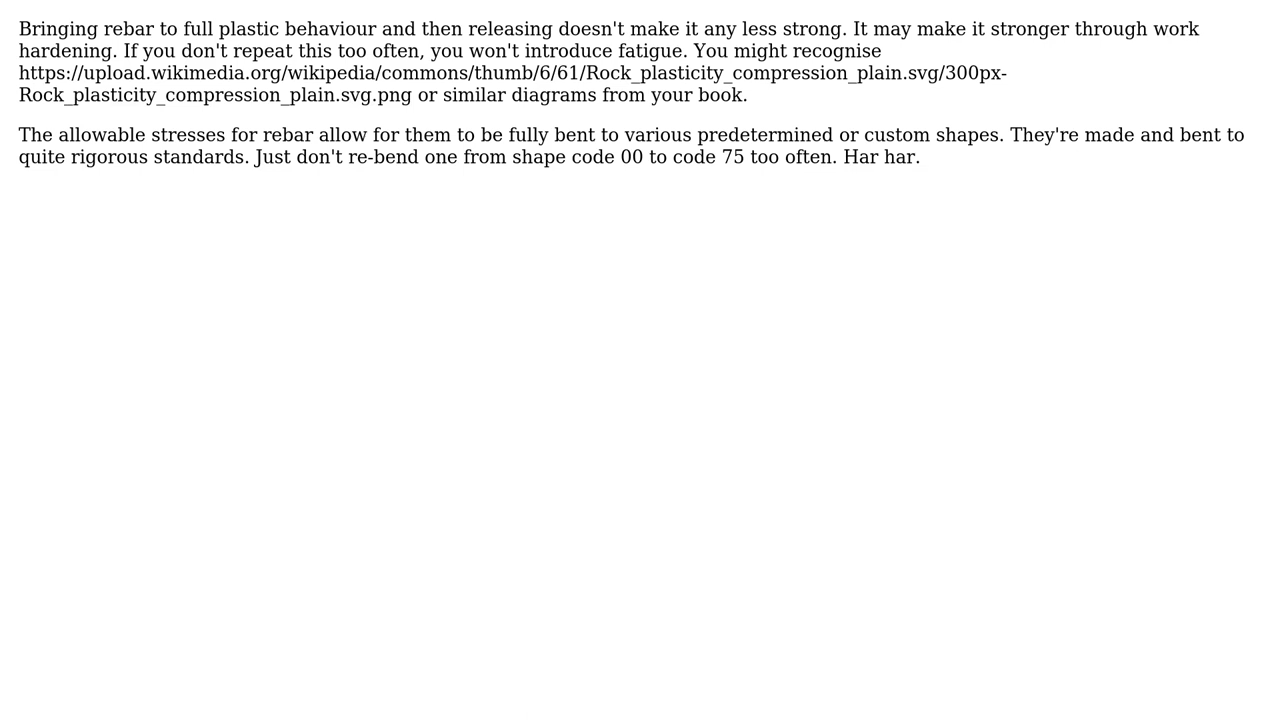 Bringing rebar to full plastic behaviour and then releasing doesn't make it any less strong. It may make it stronger through work
hardening. If you don't repeat this too often, you won't introduce fatigue. You might recognise
https://upload.wikimedia.org/wikipedia/commons/thumb/6/61/Rock_plasticity_compression_plain.svg/300px-
Rock_plasticity_compression_plain.svg.png or similar diagrams from your book.
The allowable stresses for rebar allow for them to be fully bent to various predetermined or custom shapes. They're made and bent to
quite rigorous standards. Just don't re-bend one from shape code 00 to code 75 too often. Har har.